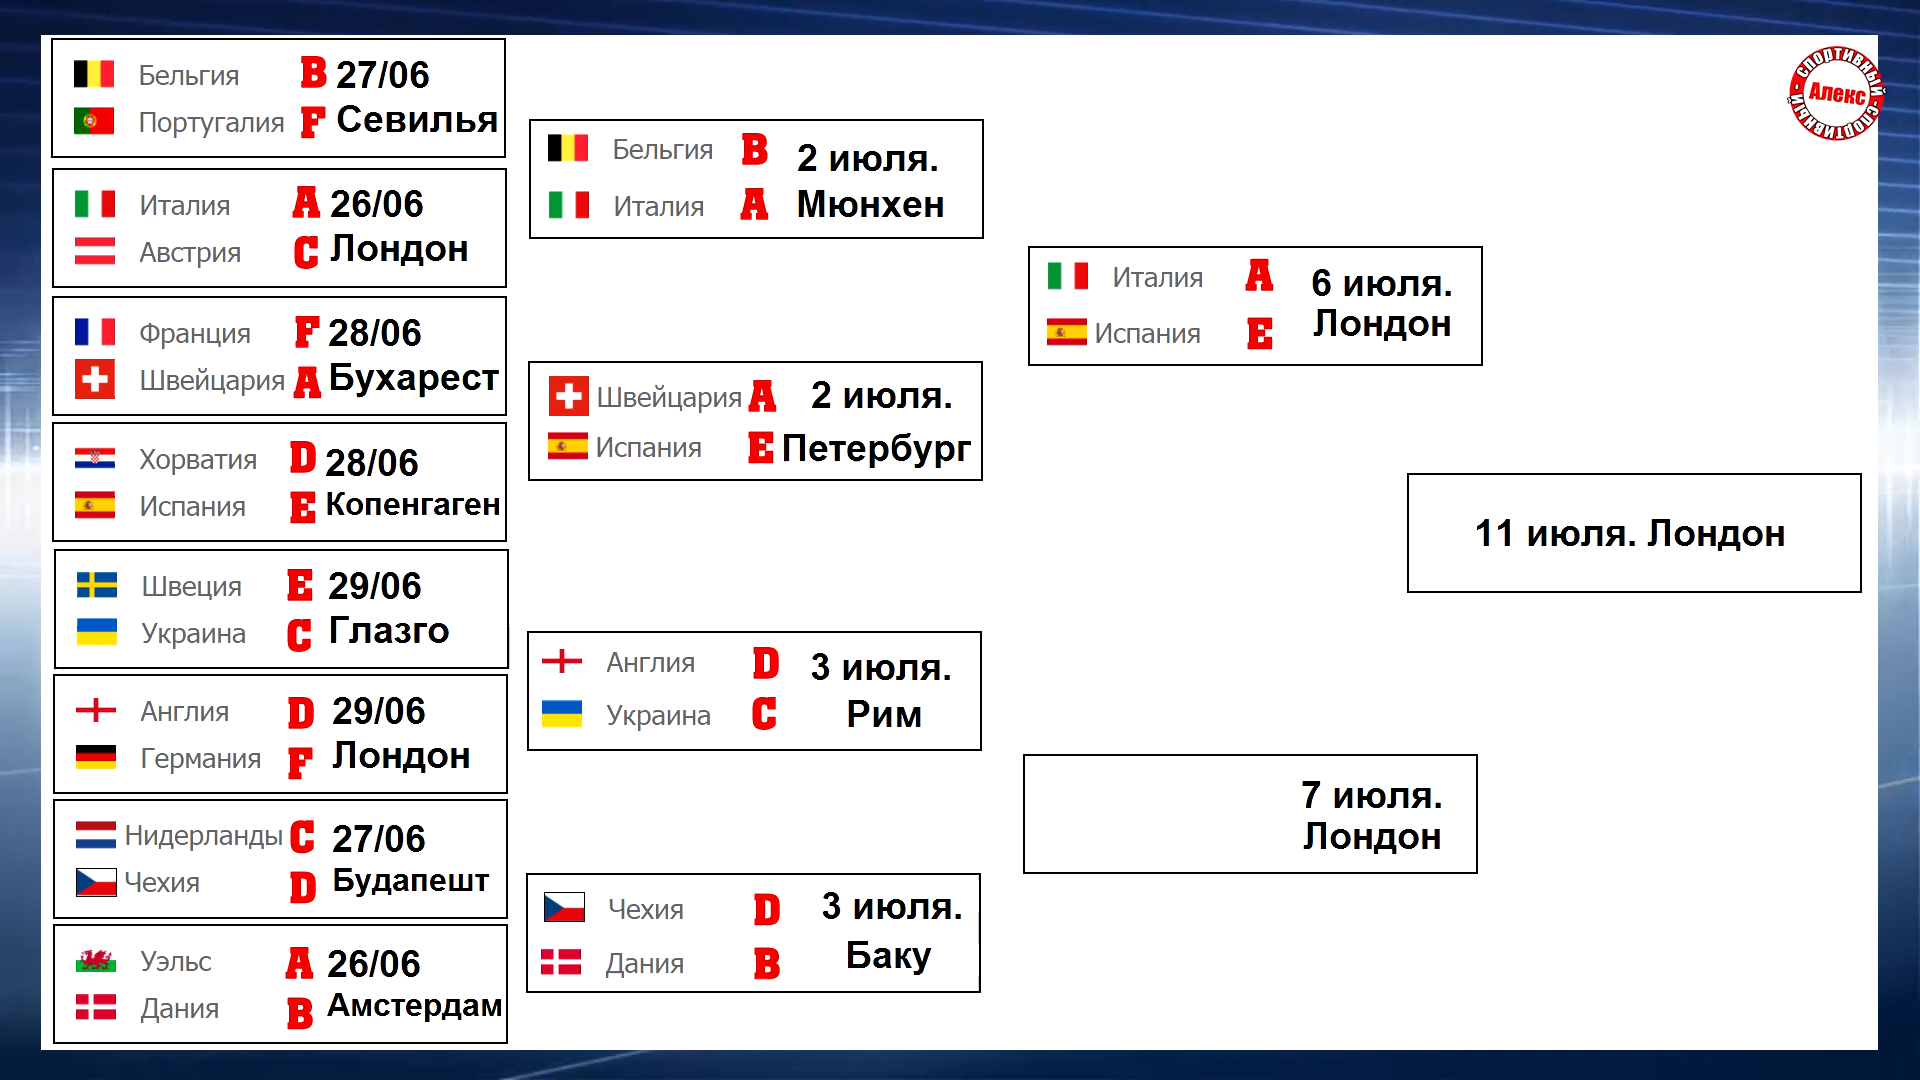 Бельгия B 27/06
Португалия F Севилья
Италия A 26/06
Австрия C Лондон
Франция F 28/06
Швейцария A Бухарест
Хорватия D 28/06
Испания E Копенгаген
Швеция E 29/06
Украина C Глазго
Англия D 29/06
Германия F Лондон
Нидерланды C 27/06
Чехия D Будапешт
Уэльс A 26/06
Дания B Амстердам
Бельгия B 2 июля.
Италия A Мюнхен
Швейцария A 2 июля.
Испания E Петербург
Англия D 3 июля.
Украина C Рим
Чехия D 3 июля.
Дания B Баку
Италия A 6 июля.
Испания E Лондон
7 июля.
Лондон
11 июля. Лондон
СПОРТИВНЫЙ
Алекс
СПОРТИВНЫЙ